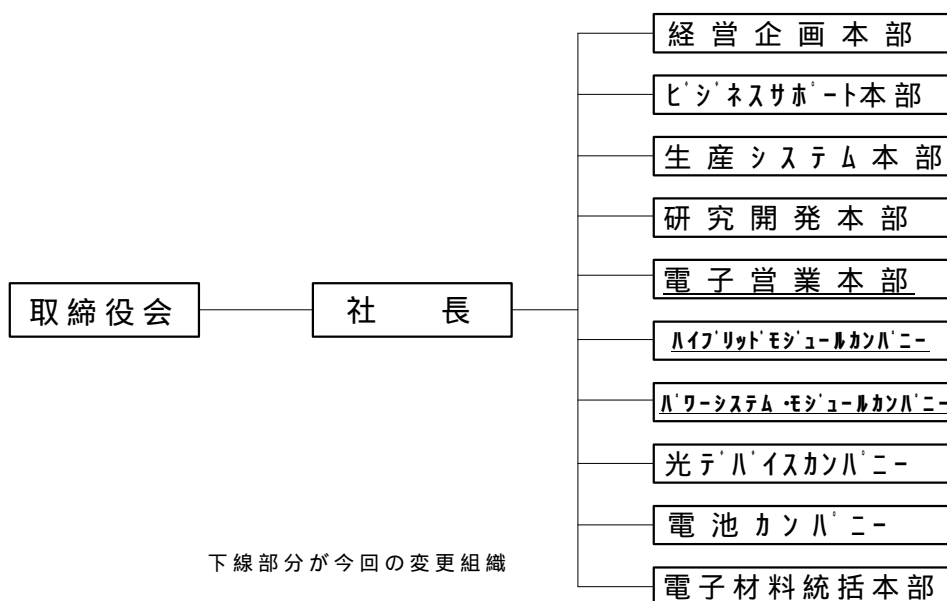 経営企画本部
ビジネスサポート本部
生産システム本部
研究開発本部
電子営業本部
取締役会
社長
ハイブリッドモジュールカンパニー
パワーシステム・モジュールカンパニー
光デバイスカンパニー
電池カンパニー
下線部分が今回の変更組織
電子材料統括本部